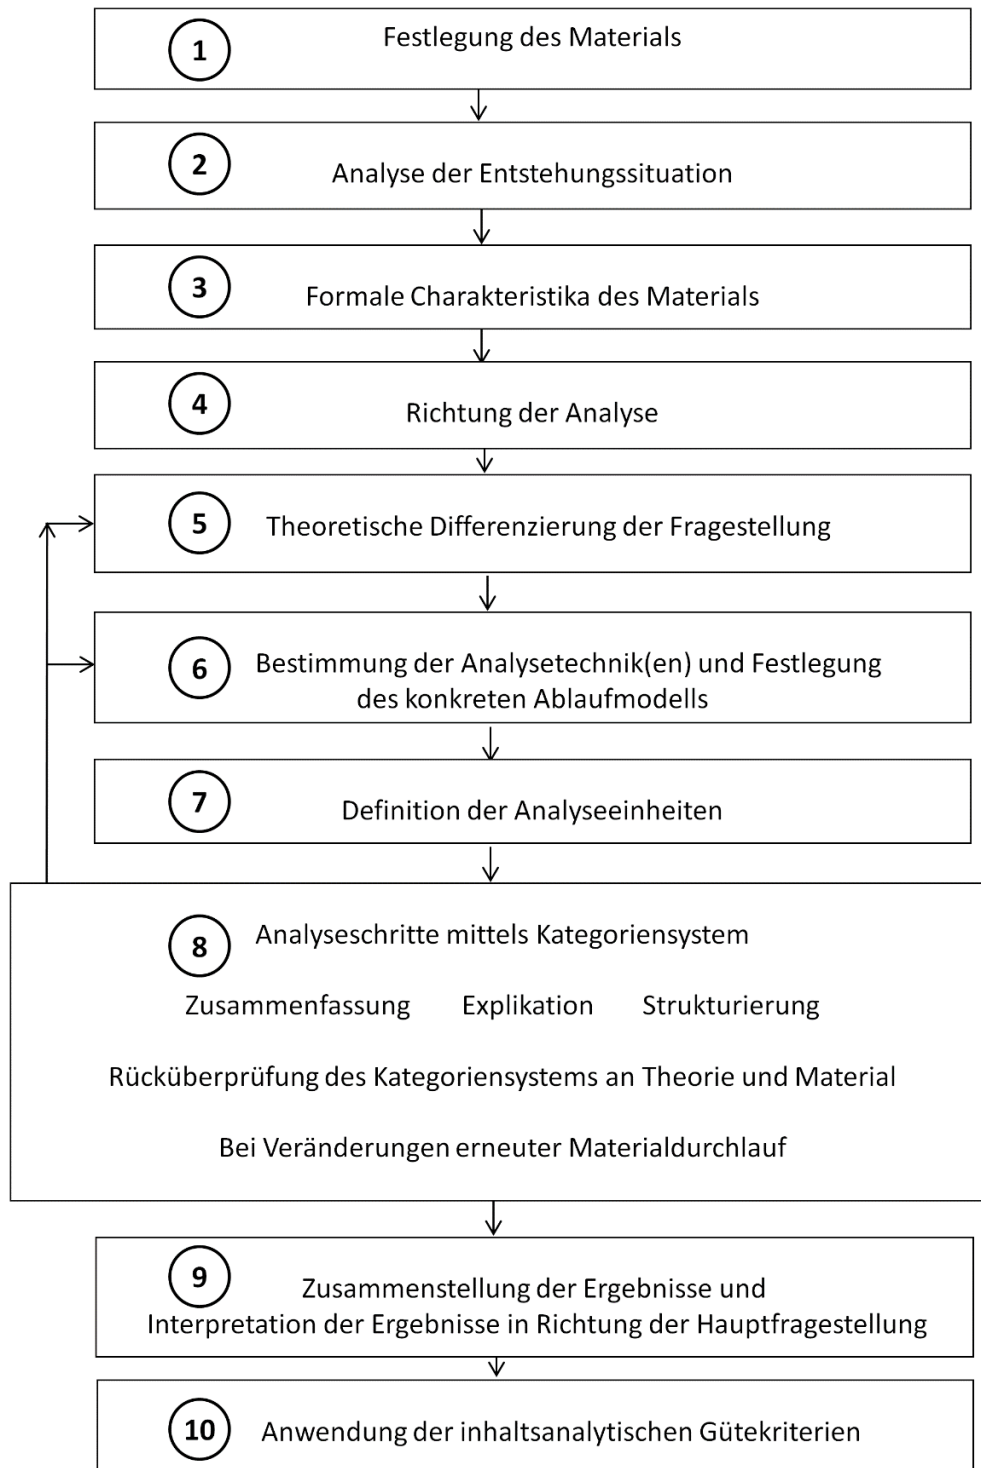 1
Festlegung des Materials
2
Analyse der Entstehungssituation
3
Formale Charakteristika des Materials
4
Richtung der Analyse
5
Theoretische Differenzierung der Fragestellung
6
Bestimmung der Analysetechnik(en) und Festlegung
des konkreten Ablaufmodells
7
Definition der Analyseeinheiten
8
Analyseschritte mittels Kategoriensystem
Zusammenfassung Explikation Strukturierung
Rücküberprüfung des Kategoriensystems an Theorie und Material
Bei Veränderungen erneuter Materialdurchlauf
9
Zusammenstellung der Ergebnisse und
Interpretation der Ergebnisse in Richtung der Hauptfragestellung
10
Anwendung der inhaltsanalytischen Gütekriterien